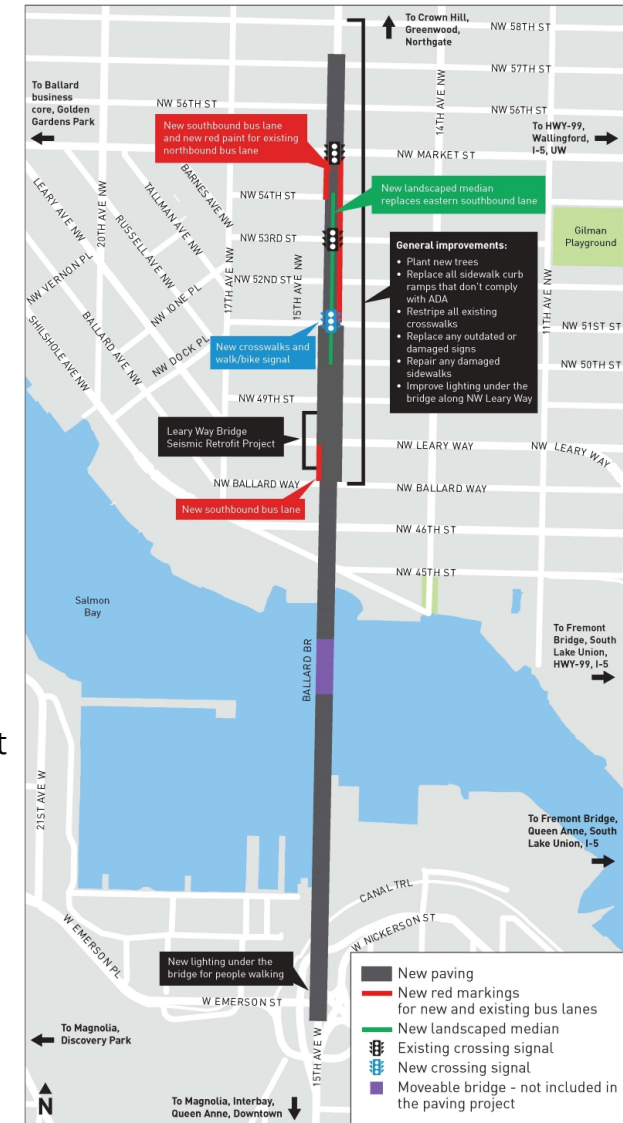 To Crown Hill,
Greenwood,
Northgate
NW 58TH ST
NW 57TH ST
To Ballard
business
core, Golden
Gardens Park
NW 56TH ST
NW 56TH ST
14TH AVE NW
To HWY-99,
Wallingford,
I-5, UW
New southbound bus lane
and new red paint for existing
northbound bus lane
NW MARKET ST
LEARY AVE NW
20TH AVE NW
TALLMAN AVE NW
BARNES AVE NW
RUSSELL AVE NW
NW 54TH ST
New landscaped median
replaces eastern southbound lane
Gilman
Playground
NW 53RD ST
17TH AVE NW
15TH AVE NW
NW VERNON PL
NW IONE PL
NW 52ND ST
General improvements:
• Plant new trees
• Replace all sidewalk curb
ramps that don't comply
with ADA
• Restripe all existing
crosswalks
• Replace any outdated or
damaged signs
• Repair any damaged
sidewalks
• Improve lighting under the
bridge along NW Leary Way
11TH AVE NW
SHILSHOLE AVE NW
BALLARD AVE NW
NW DOCK PL
New crosswalks and
walk/bike signal
NW 51ST ST
NW 50TH ST
NW 49TH ST
Leary Way Bridge
Seismic Retrofit Project
NW LEARY WAY
NW LEARY WAY
NW BALLARD WAY
NW BALLARD WAY
New southbound bus lane
NW 46TH ST
NW 45TH ST
Salmon
Bay
BALLARD BR
To Fremont
Bridge, South
Lake Union,
HWY-99, I-5
t
21ST AVE W
To Fremont Bridge,
Queen Anne, South
Lake Union, I-5
CANAL TRL
W EMERSON PL
W NICKERSON ST
New lighting under the
bridge for people walking
W EMERSON ST
15TH AVE W
To Magnolia,
Discovery Park
N
To Magnolia, Interbay,
Queen Anne, Downtown
New paving
New red markings
for new and existing bus lanes
New landscaped median
Existing crossing signal
New crossing signal
Moveable bridge - not included in
the paving project